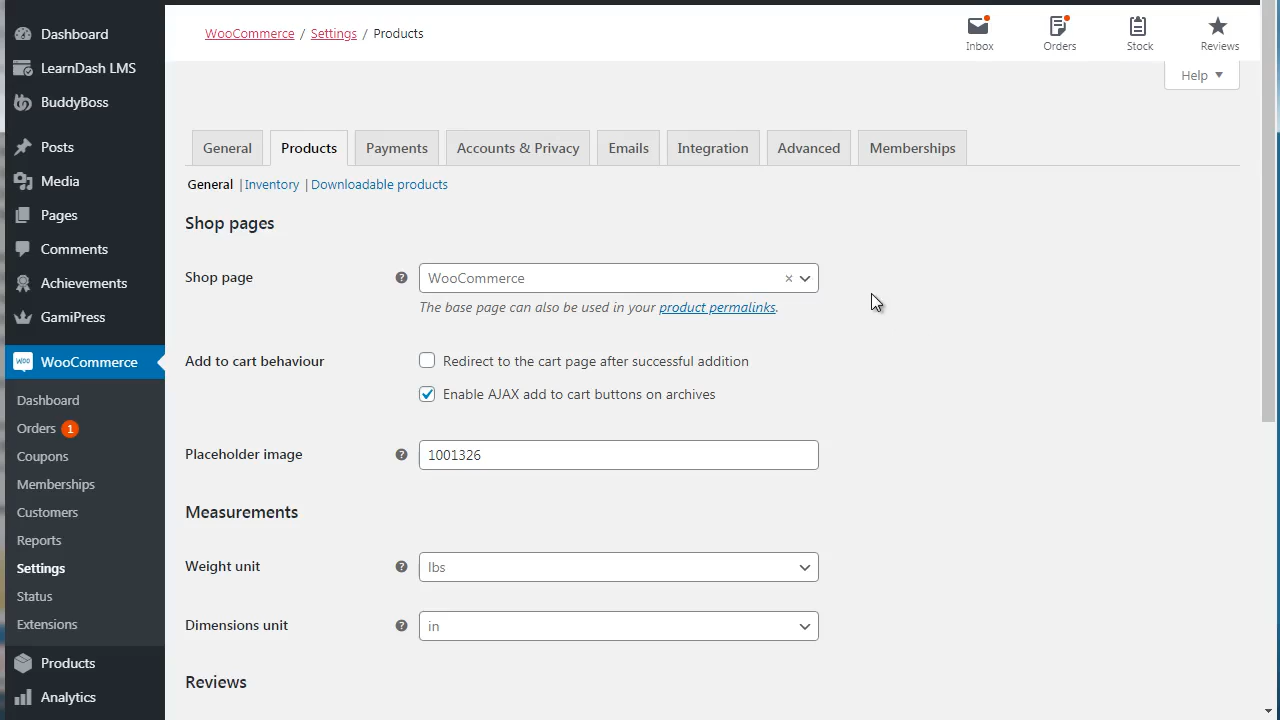 Dashboard
LearnDash LMS
BuddyBoss
Posts
Media
Pages
Comments
Achievements
GamiPress
WOO WooCommerce
Dashboard
Orders 1
Coupons
Memberships
Customers
Reports
Settings
Status
Extensions
Products
Analytics
WooCommerce / Settings / Products
Inbox
Orders
Stock
Reviews
Help
General
Products
Payments
Accounts & Privacy
Emails
Integration
Advanced
Memberships
General | Inventory | Downloadable products
Shop pages
Shop page ? WooCommerce ×
The base page can also be used in your product permalinks.
Add to cart behaviour
Redirect to the cart page after successful addition
Enable AJAX add to cart buttons on archives
Placeholder image ? 1001326
Measurements
Weight unit ? lbs
Dimensions unit ? in
Reviews